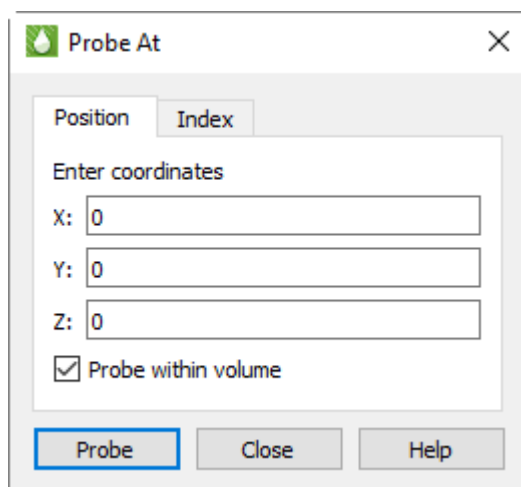 Probe At
Position Index
Enter coordinates
X: 0
Y: 0
Z: 0
Probe within volume
Probe Close Help